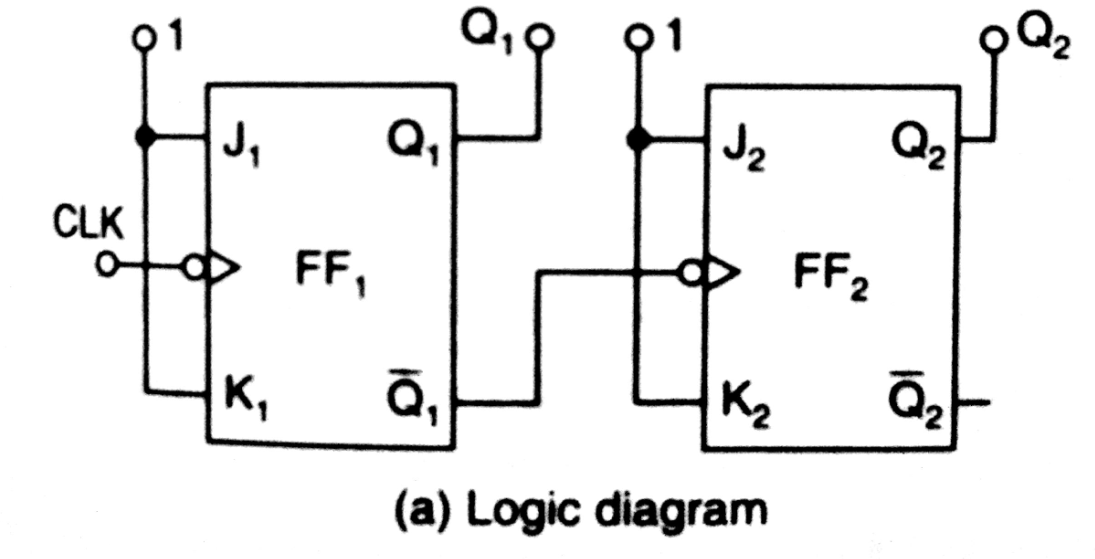 1 Q₁ 1 Q₂
J₁ Q₁ J₂ Q₂
CLK
FF₁ FF₂
K₁ Q̅₁ K₂ Q̅₂
(a) Logic diagram